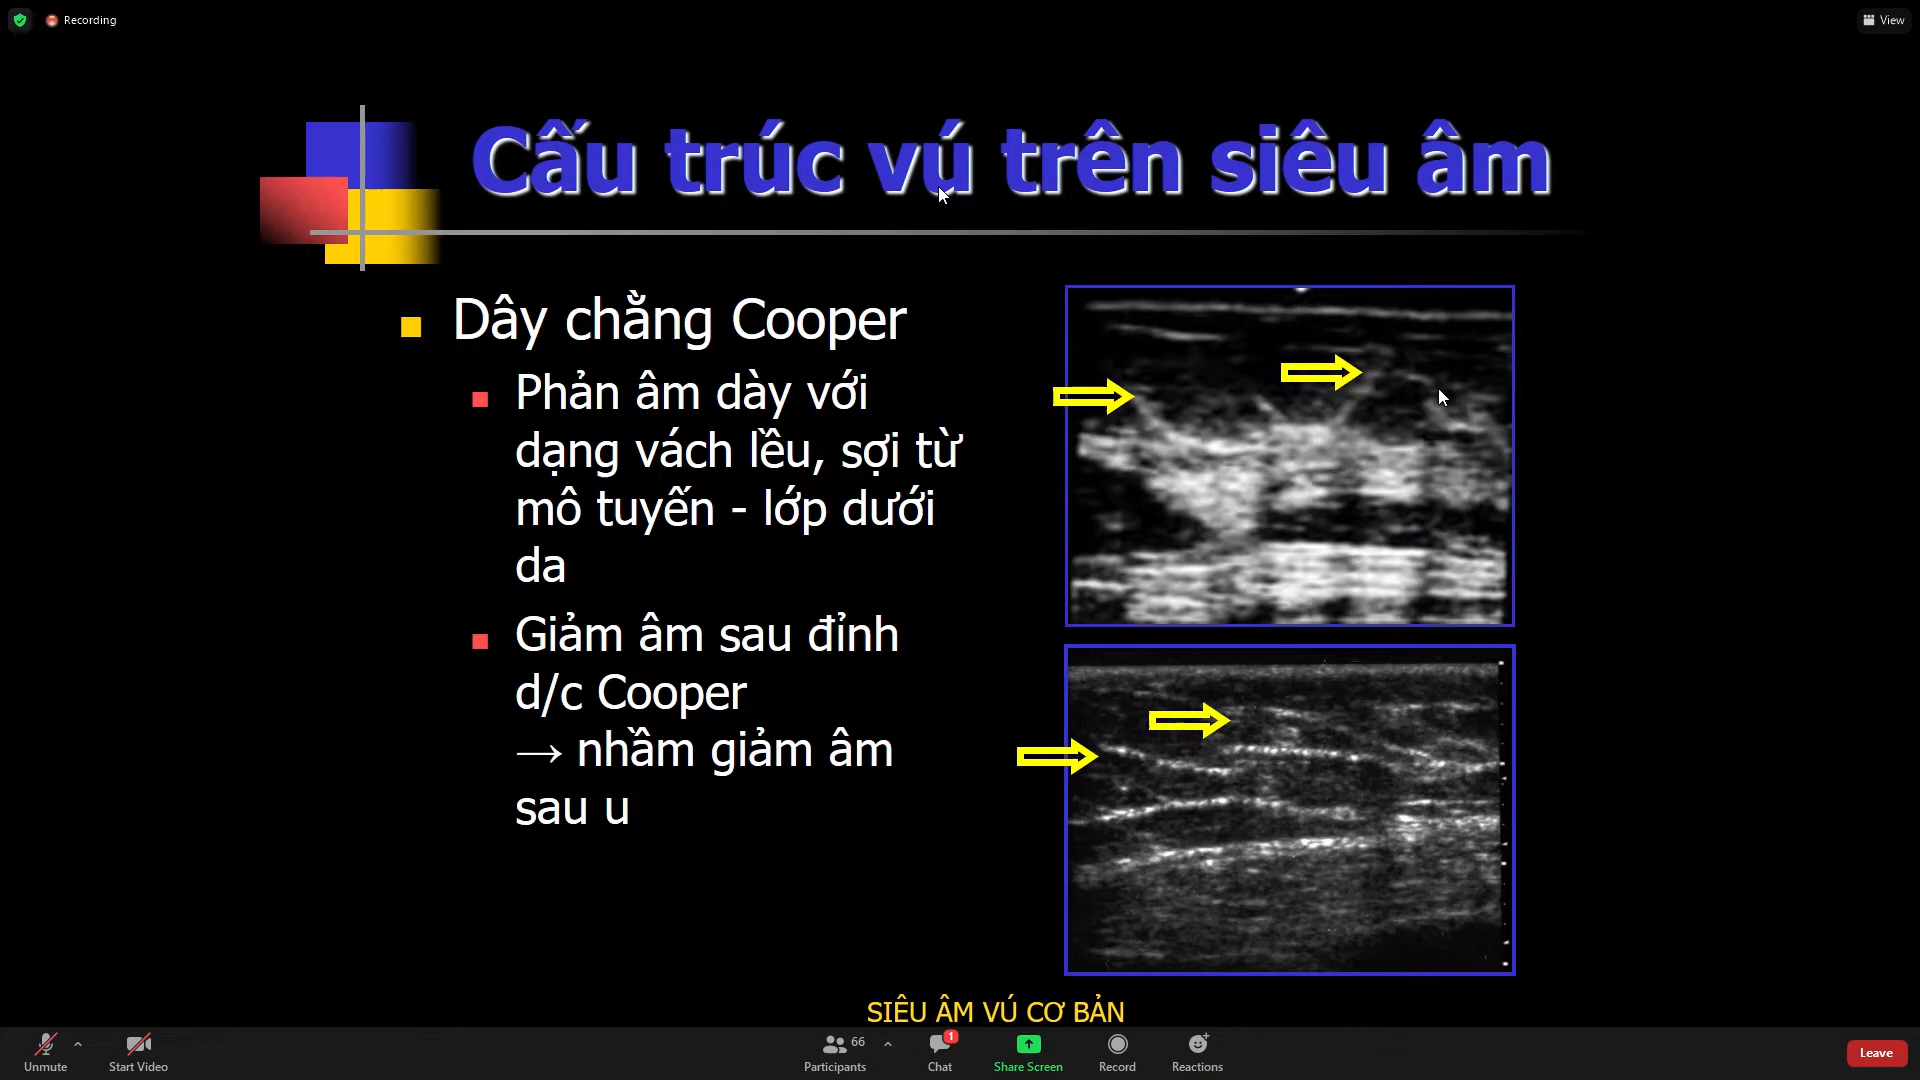 Recording
View
Cấu trúc vú trên siêu âm
Dây chằng Cooper
Phản âm dày với
dạng vách lều, sợi từ
mô tuyến - lớp dưới
da
Giảm âm sau đỉnh
d/c Cooper
→ nhầm giảm âm
sau u
SIÊU ÂM VÚ CƠ BẢN
Unmute
Start Video
66
Participants
1
Chat
Share Screen
Record
Reactions
Leave